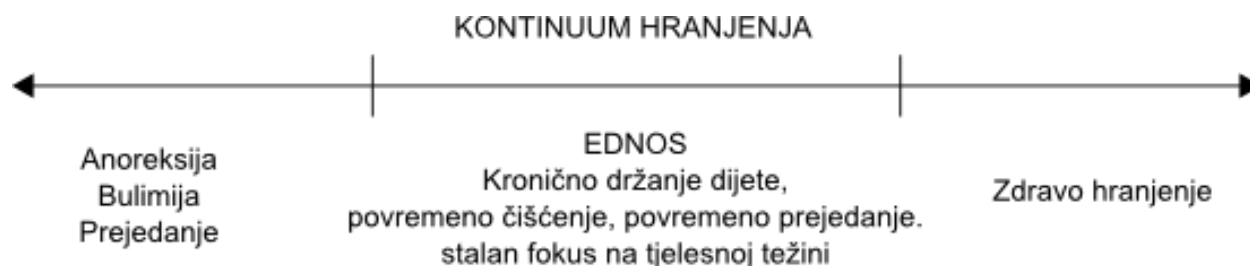 KONTINUUM HRANJENJA
Anoreksija
Bulimija
Prejedanje
EDNOS
Kronično držanje dijete,
povremeno čišćenje, povremeno prejedanje.
stalan fokus na tjelesnoj težini
Zdravo hranjenje